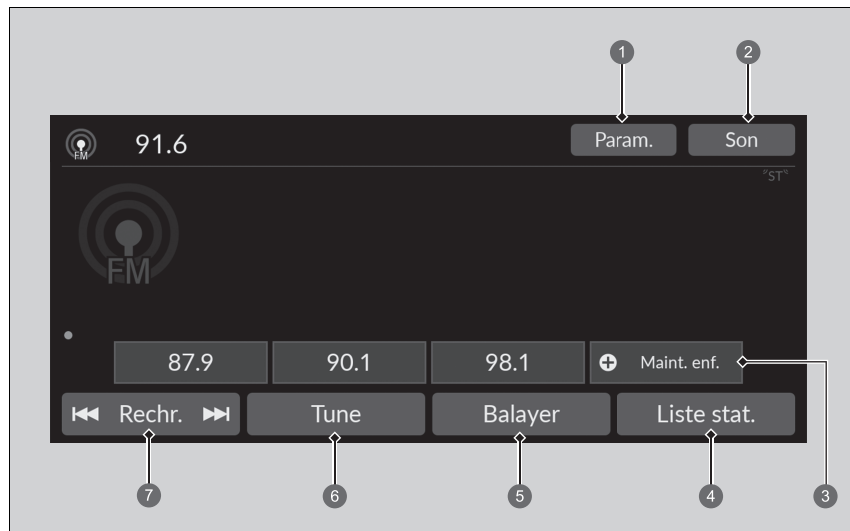 1 2
FM 91.6 Param. Son
ST
FM
87.9 90.1 98.1 Maint. enf.
Rechr. Tune Balayer Liste stat.
7 6 5 4 3